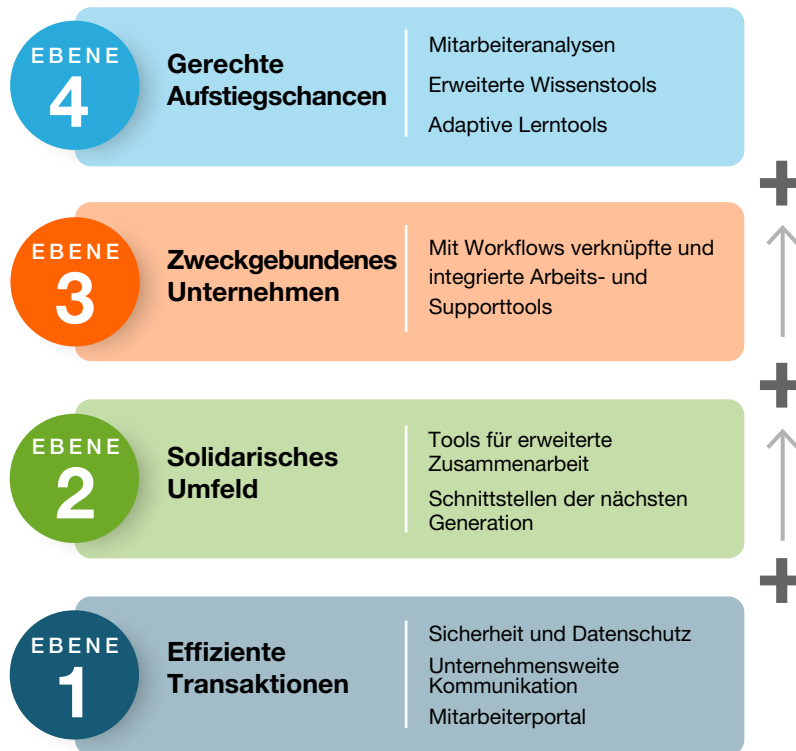 EBENE
4
Gerechte
Aufstiegschancen
Mitarbeiteranalysen
Erweiterte Wissenstools
Adaptive Lerntools
EBENE
3
Zweckgebundenes
Unternehmen
Mit Workflows verknüpfte und
integrierte Arbeits- und
Supporttools
EBENE
2
Solidarisches
Umfeld
Tools für erweiterte
Zusammenarbeit
Schnittstellen der nächsten
Generation
EBENE
1
Effiziente
Transaktionen
Sicherheit und Datenschutz
Unternehmensweite
Kommunikation
Mitarbeiterportal